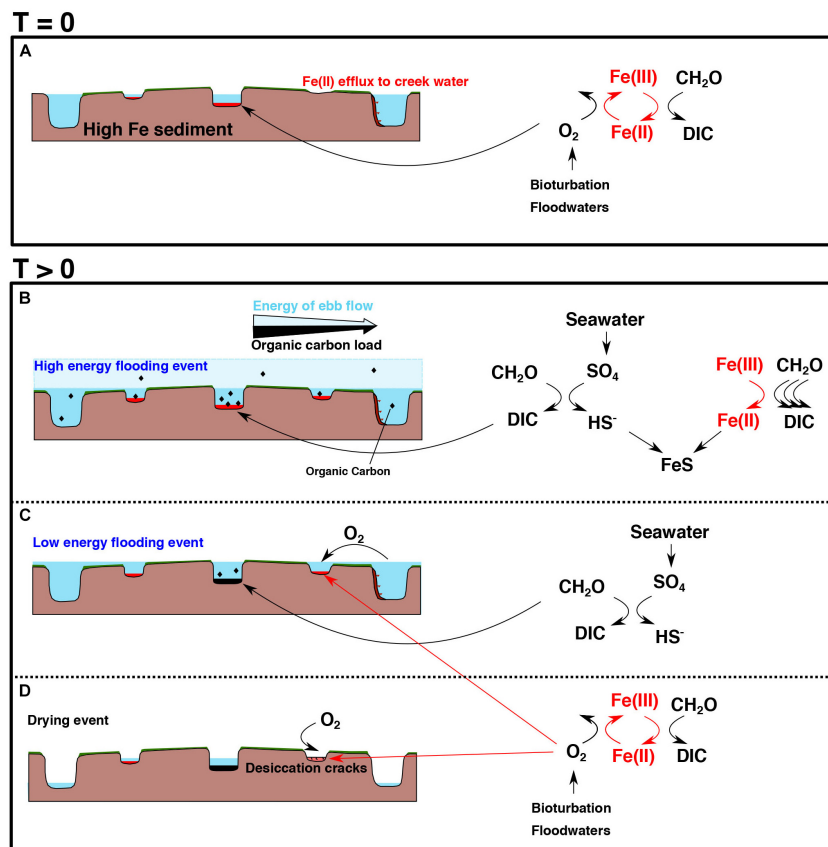 T = 0
A
Fe(II) efflux to creek water
High Fe sediment
Fe(III)
CH2O
O2
Fe(II)
DIC
Bioturbation
Floodwaters
T > 0
B
Energy of ebb flow
Organic carbon load
High energy flooding event
Organic Carbon
Seawater
CH2O
SO4
DIC
HS-
Fe(III)
CH2O
Fe(II)
DIC
FeS
C
Low energy flooding event
O2
Seawater
CH2O
SO4
DIC
HS-
D
Drying event
O2
Desiccation cracks
Fe(III)
CH2O
O2
Fe(II)
DIC
Bioturbation
Floodwaters